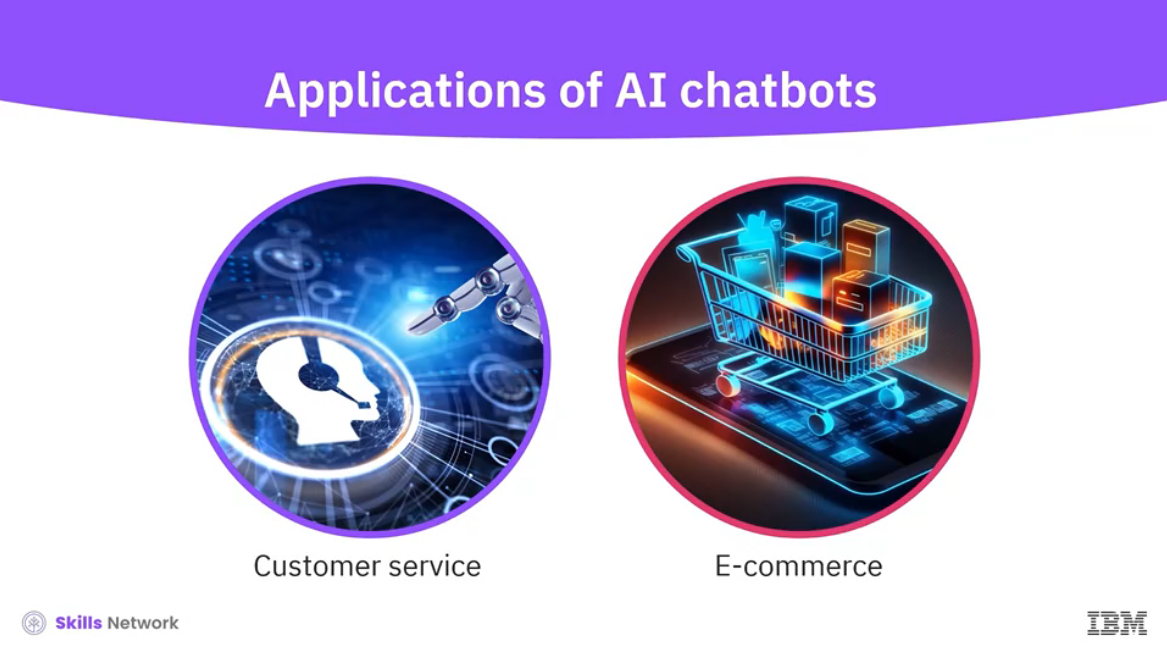 Applications of AI chatbots
Customer service
E-commerce
Skills Network
IBM